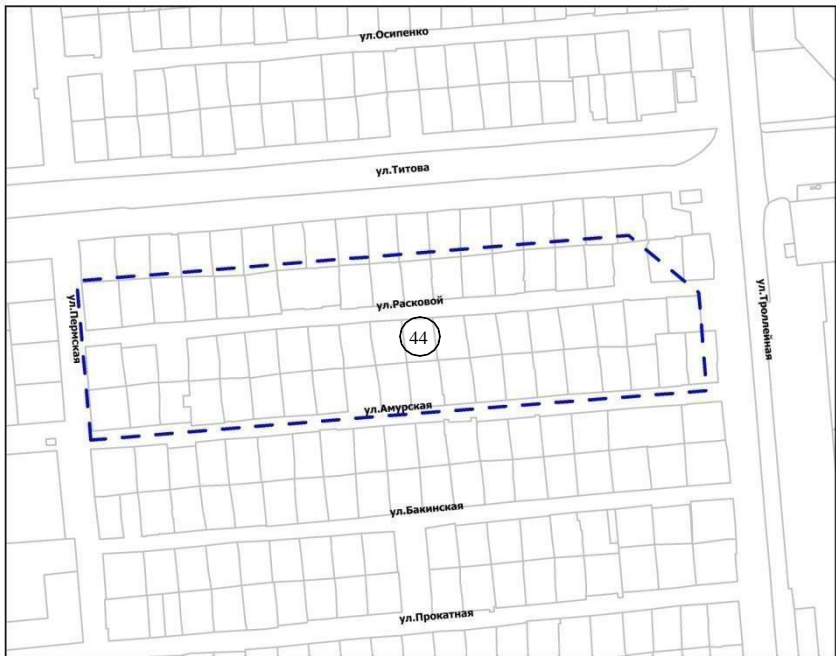 ул.Осипенко
ул.Титова
ул.Расковой
ул.Пермская
ул.Троллейная
44
ул.Амурская
ул.Бакинская
ул.Прокатная